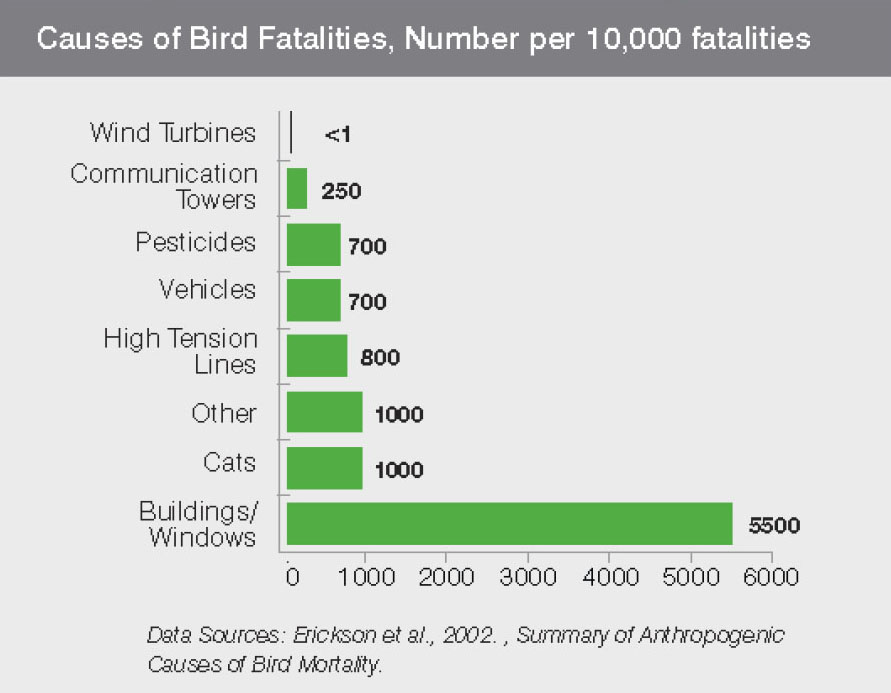 Causes of Bird Fatalities, Number per 10,000 fatalities
Wind Turbines <1
Communication
Towers 250
Pesticides 700
Vehicles 700
High Tension
Lines 800
Other 1000
Cats 1000
Buildings/
Windows 5500
0 1000 2000 3000 4000 5000 6000
Data Sources: Erickson et al., 2002. , Summary of Anthropogenic
Causes of Bird Mortality.